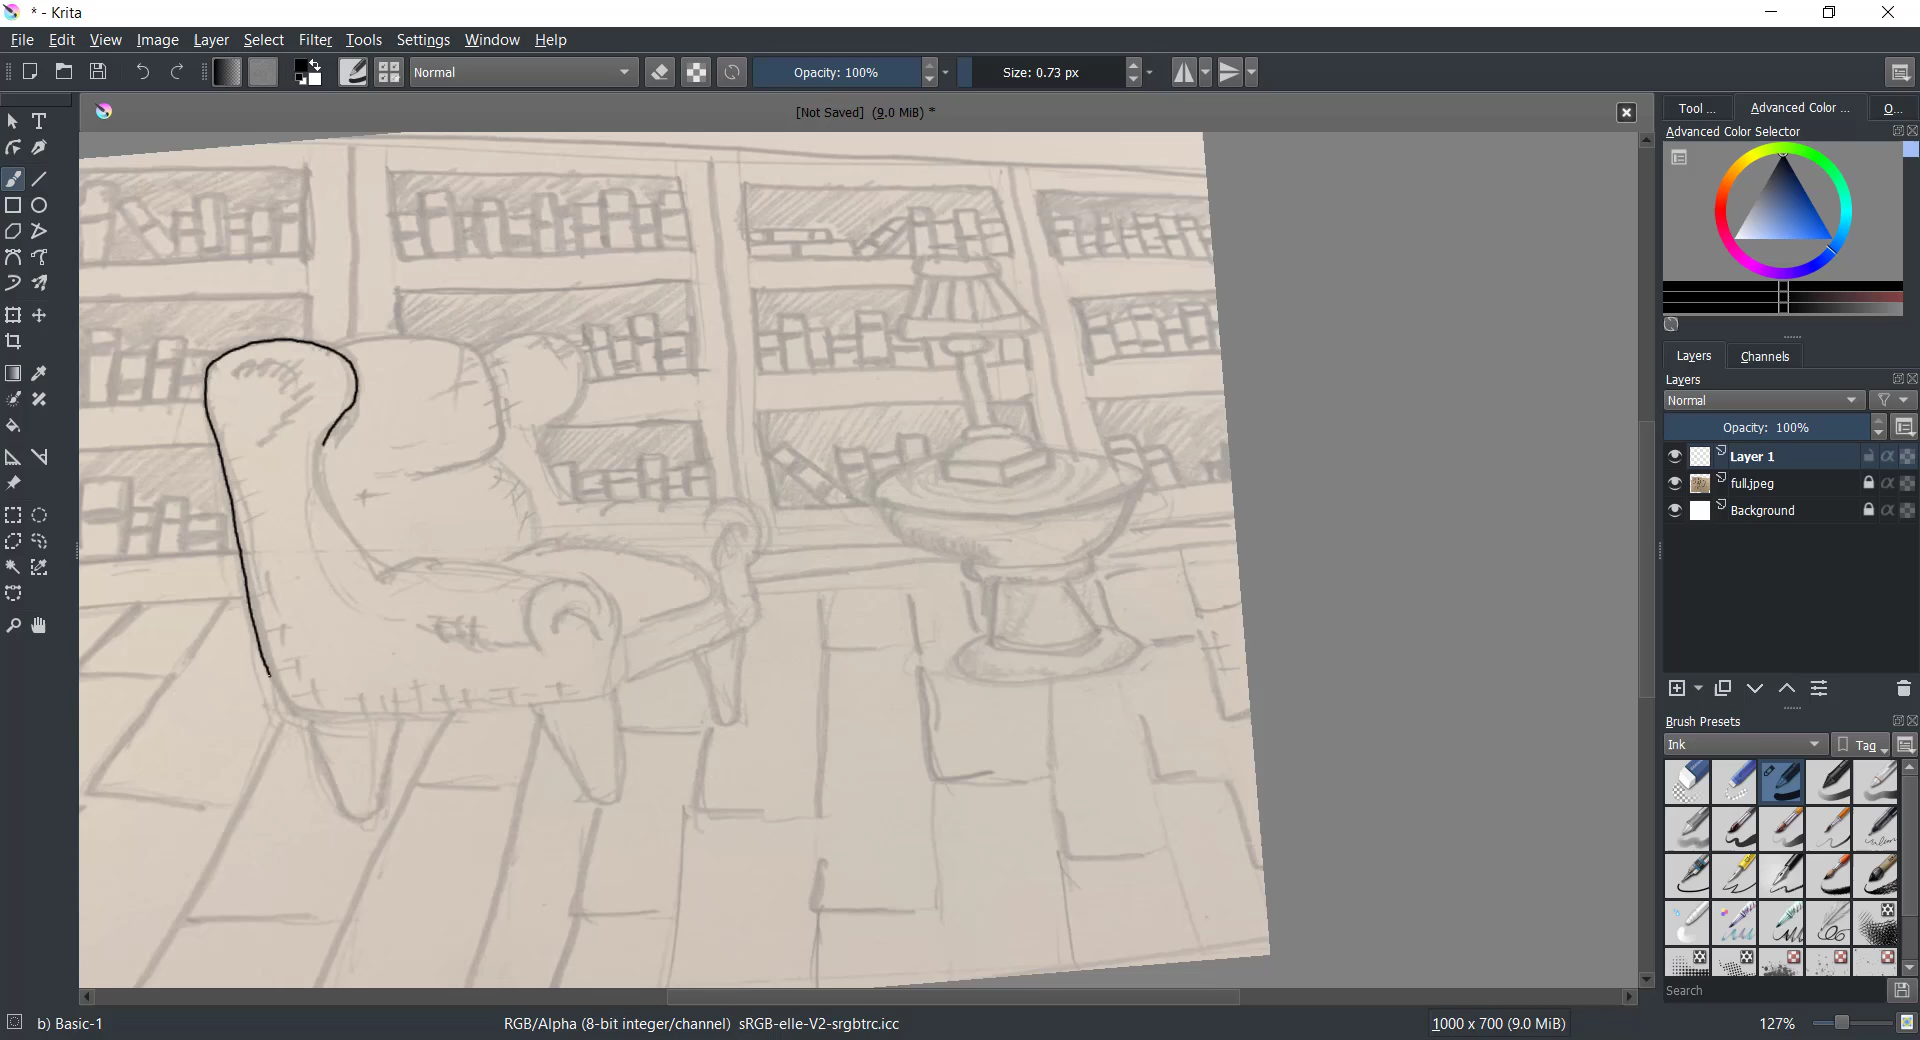 * - Krita
File Edit View Image Layer Select Filter Tools Settings Window Help
Normal Opacity: 100% Size: 0.73 px
[Not Saved] (9.0 MiB) *
Tool ... Advanced Color ... O...
Advanced Color Selector
Layers Channels
Layers
Normal
Opacity: 100%
Layer 1
full.jpeg
Background
Brush Presets
Ink Tag
Search
b) Basic-1 RGB/Alpha (8-bit integer/channel) sRGB-elle-V2-srgbtrc.icc 1000 x 700 (9.0 MiB) 127%